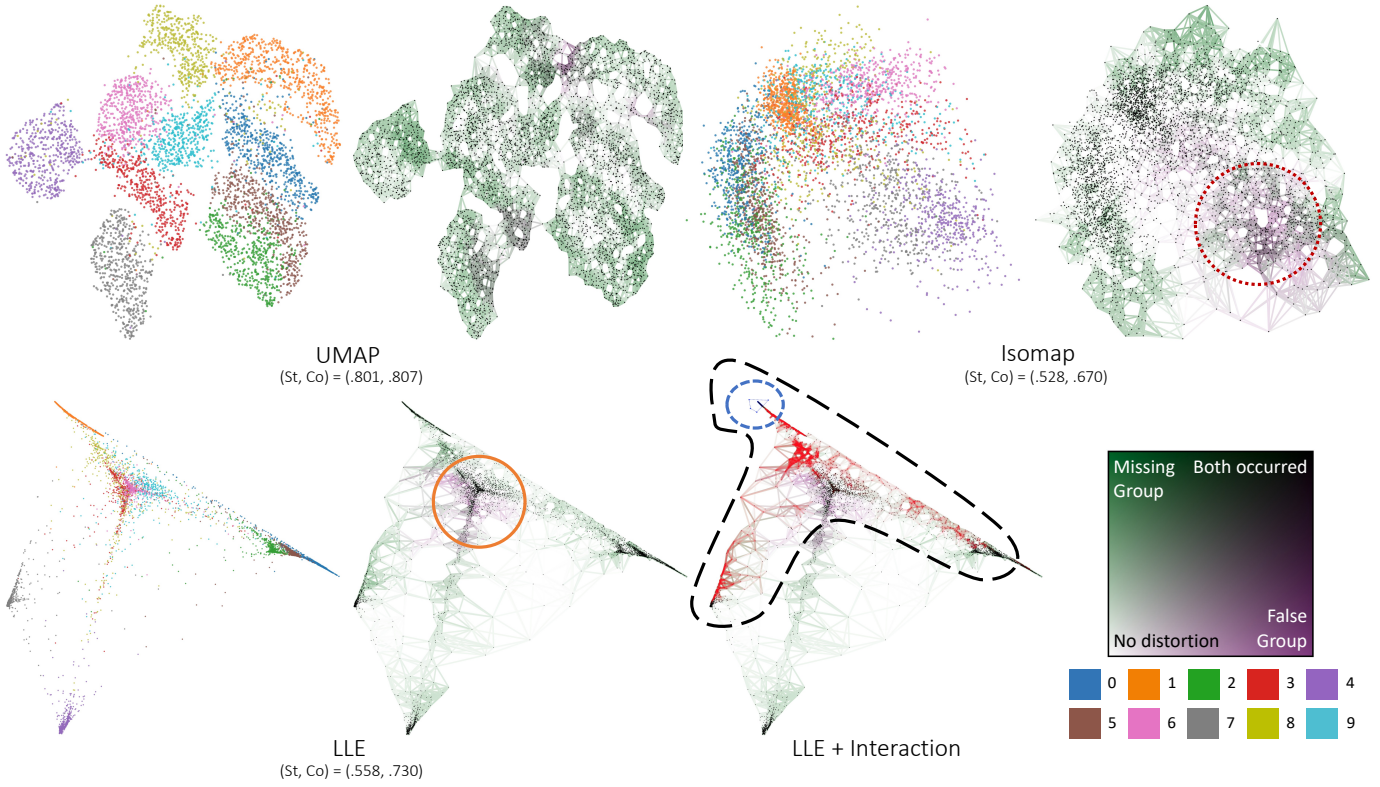 UMAP
(St, Co) = (.801, .807)
Isomap
(St, Co) = (.528, .670)
LLE
(St, Co) = (.558, .730)
LLE + Interaction
Missing Group
Both occurred
No distortion
False Group
0
1
2
3
4
5
6
7
8
9